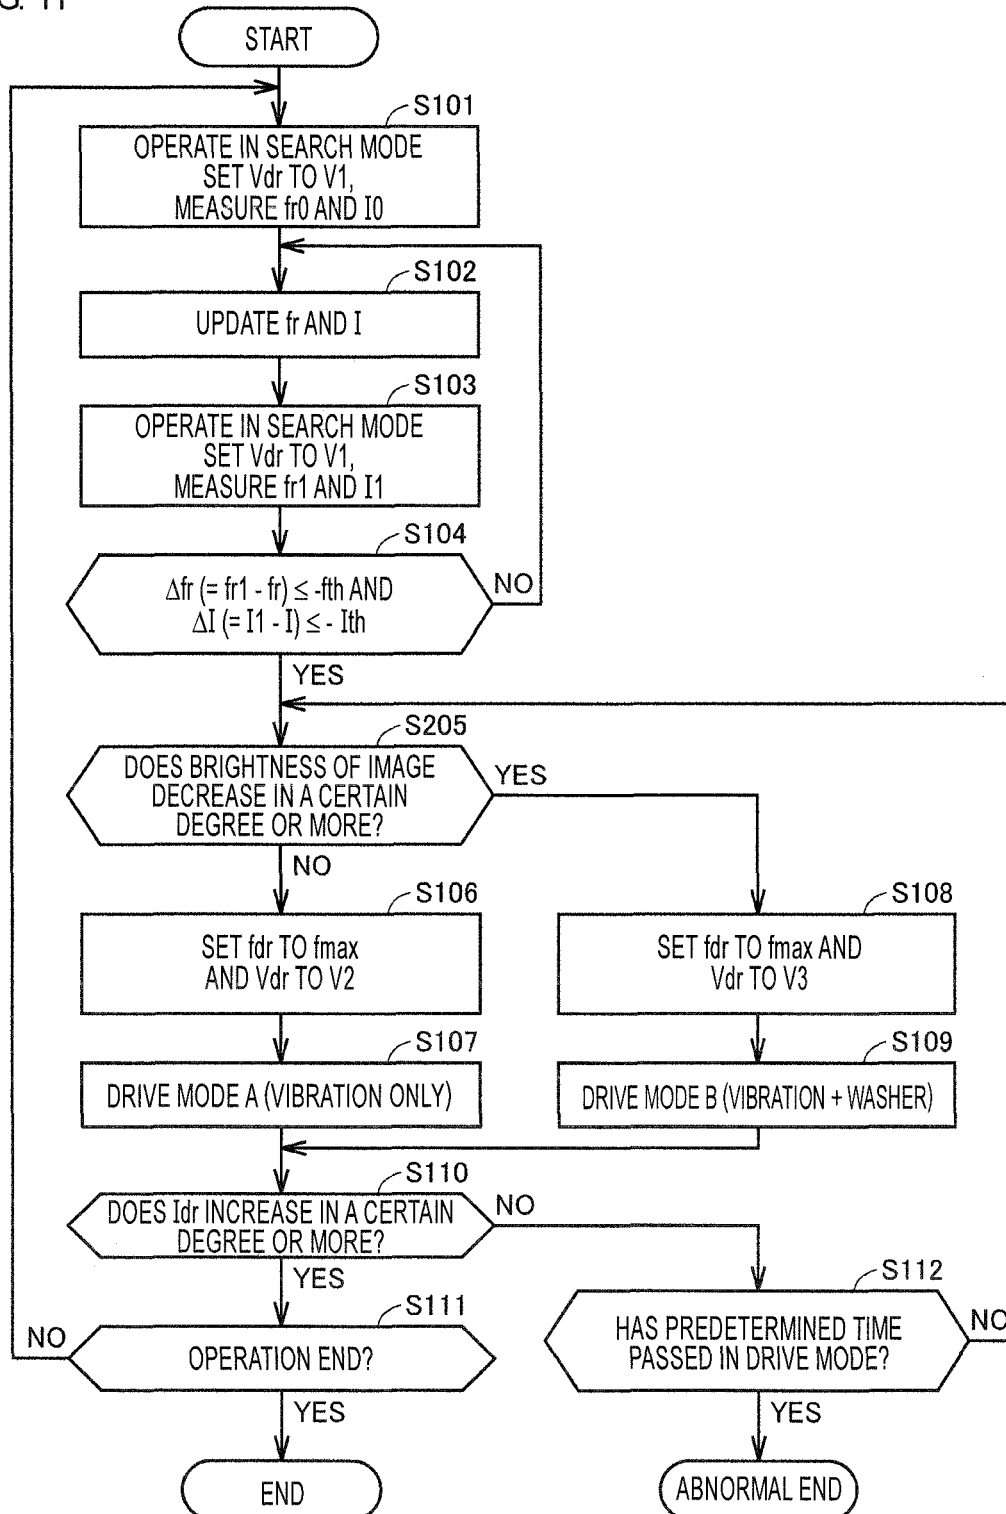 START
S101
OPERATE IN SEARCH MODE
SET Vdr TO V1,
MEASURE fr0 AND I0
S102
UPDATE fr AND I
S103
OPERATE IN SEARCH MODE
SET Vdr TO V1,
MEASURE fr1 AND I1
S104
Δfr (= fr1 - fr) ≤ -fth AND
ΔI (= I1 - I) ≤ - Ith
NO
YES
S205
DOES BRIGHTNESS OF IMAGE
DECREASE IN A CERTAIN
DEGREE OR MORE?
YES
NO
S106
SET fdr TO fmax
AND Vdr TO V2
S108
SET fdr TO fmax AND
Vdr TO V3
S107
DRIVE MODE A (VIBRATION ONLY)
S109
DRIVE MODE B (VIBRATION + WASHER)
S110
DOES Idr INCREASE IN A CERTAIN
DEGREE OR MORE?
NO
YES
S111
OPERATION END?
NO
YES
S112
HAS PREDETERMINED TIME
PASSED IN DRIVE MODE?
NO
YES
END
ABNORMAL END